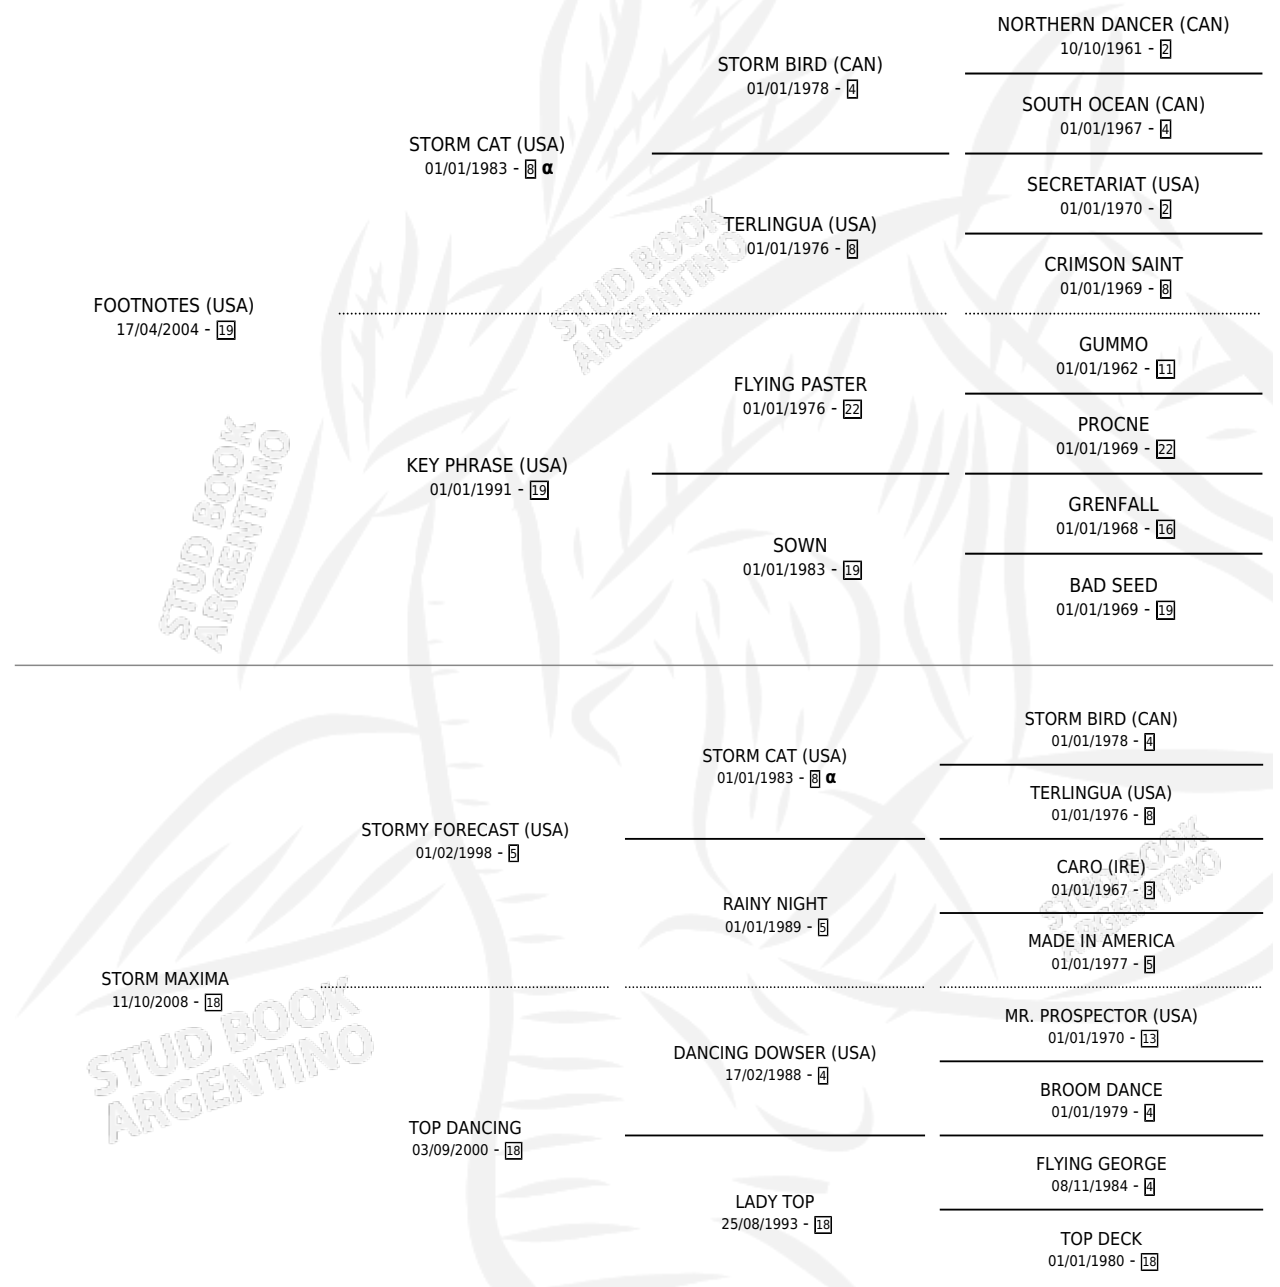 NORTHERN DANCER (CAN)
10/10/1961 - 2
STORM BIRD (CAN)
01/01/1978 - 4
SOUTH OCEAN (CAN)
01/01/1967 - 4
STORM CAT (USA)
01/01/1983 - 8 α
SECRETARIAT (USA)
01/01/1970 - 2
TERLINGUA (USA)
01/01/1976 - 8
CRIMSON SAINT
01/01/1969 - 8
FOOTNOTES (USA)
17/04/2004 - 19
STUD BOOK
ARGENTINO
GUMMO
01/01/1962 - 11
FLYING PASTER
01/01/1976 - 22
PROCNE
01/01/1969 - 22
KEY PHRASE (USA)
01/01/1991 - 19
GRENFALL
01/01/1968 - 16
SOWN
01/01/1983 - 19
BAD SEED
01/01/1969 - 19
STUD BOOK
ARGENTINO
STORM BIRD (CAN)
01/01/1978 - 4
STORM CAT (USA)
01/01/1983 - 8 α
TERLINGUA (USA)
01/01/1976 - 8
STORMY FORECAST (USA)
01/02/1998 - 5
CARO (IRE)
01/01/1967 - 3
RAINY NIGHT
01/01/1989 - 5
MADE IN AMERICA
01/01/1977 - 5
STUD BOOK
ARGENTINO
STORM MAXIMA
11/10/2008 - 18
STUD BOOK
ARGENTINO
MR. PROSPECTOR (USA)
01/01/1970 - 13
DANCING DOWSER (USA)
17/02/1988 - 4
BROOM DANCE
01/01/1979 - 4
TOP DANCING
03/09/2000 - 18
FLYING GEORGE
08/11/1984 - 4
LADY TOP
25/08/1993 - 18
TOP DECK
01/01/1980 - 18